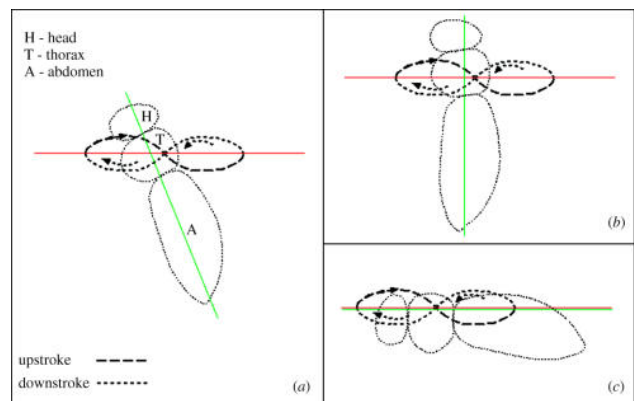 H - head
T - thorax
A - abdomen
H
T
A
upstroke
downstroke
(a)
(b)
(c)